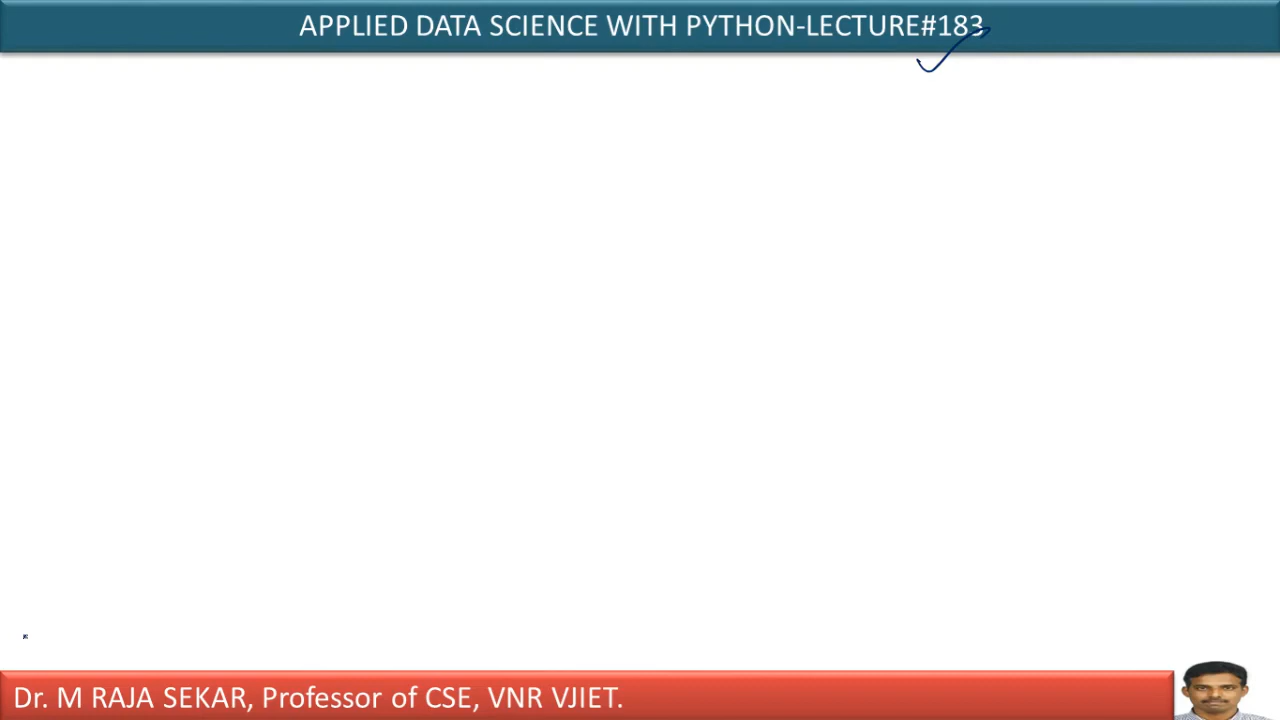 APPLIED DATA SCIENCE WITH PYTHON-LECTURE#183
Dr. M RAJA SEKAR, Professor of CSE, VNR VJIET.